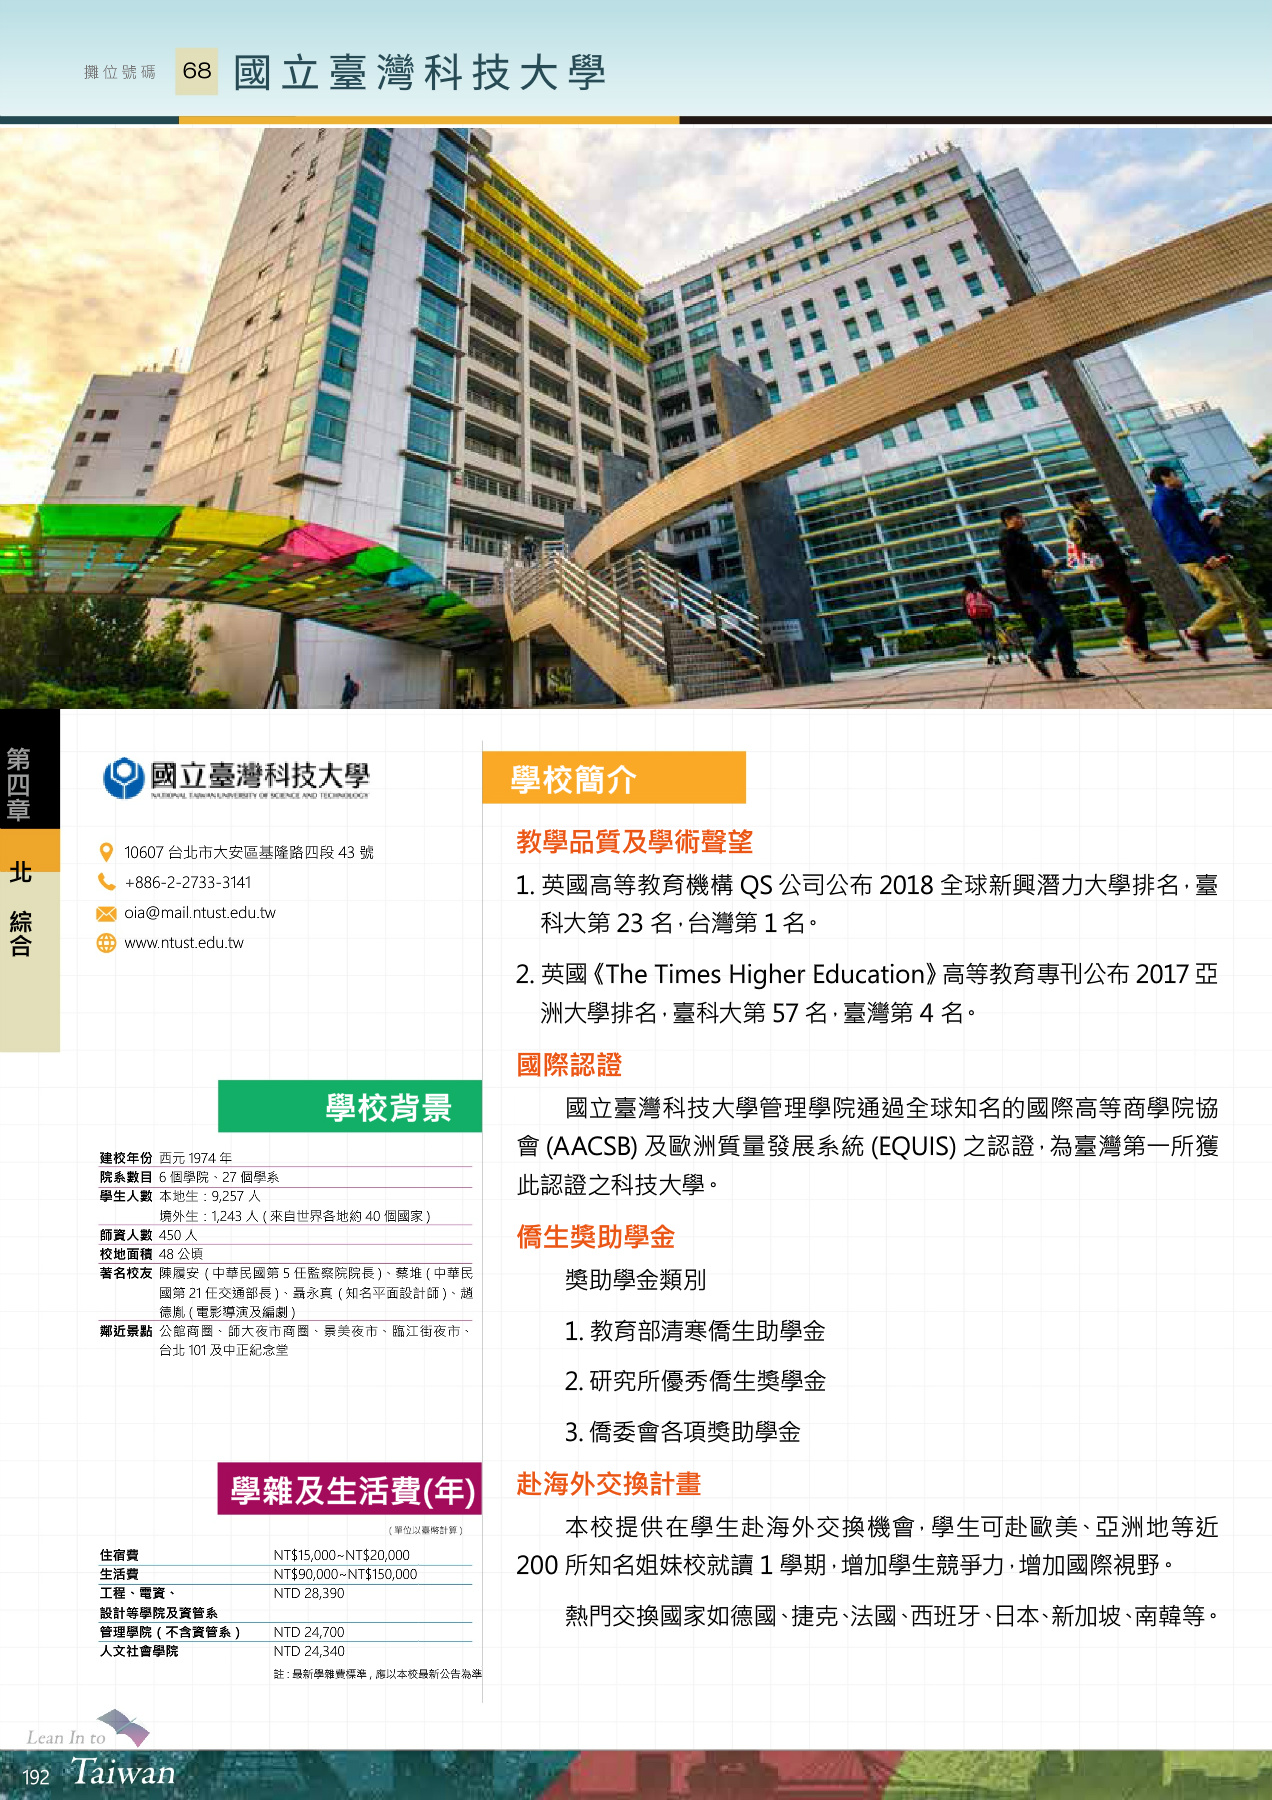 攤位號碼 68 國立臺灣科技大學
第四章
北
綜合
國立臺灣科技大學
NATIONAL TAIWAN UNIVERSITY OF SCIENCE AND TECHNOLOGY
10607 台北市大安區基隆路四段 43 號
+886-2-2733-3141
oia@mail.ntust.edu.tw
www.ntust.edu.tw
學校背景
建校年份 西元 1974 年
院系數目 6 個學院、27 個學系
學生人數 本地生 : 9,257 人
境外生 : 1,243 人 ( 來自世界各地約 40 個國家 )
師資人數 450 人
校地面積 48 公頃
著名校友 陳履安 ( 中華民國第 5 任監察院院長 )、蔡堆 ( 中華民
國第 21 任交通部長 )、聶永真 ( 知名平面設計師 )、趙
德胤 ( 電影導演及編劇 )
鄰近景點 公館商圈、師大夜市商圈、景美夜市、臨江街夜市、
台北 101 及中正紀念堂
學雜及生活費(年)
( 單位以臺幣計算 )
住宿費 NT$15,000~NT$20,000
生活費 NT$90,000~NT$150,000
工程、電資、 NTD 28,390
設計等學院及資管系
管理學院 ( 不含資管系 ) NTD 24,700
人文社會學院 NTD 24,340
註 : 最新學雜費標準 , 應以本校最新公告為準
學校簡介
教學品質及學術聲望
1. 英國高等教育機構 QS 公司公布 2018 全球新興潛力大學排名，臺
科大第 23 名，台灣第 1 名。
2. 英國《The Times Higher Education》高等教育專刊公布 2017 亞
洲大學排名，臺科大第 57 名，臺灣第 4 名。
國際認證
國立臺灣科技大學管理學院通過全球知名的國際高等商學院協
會 (AACSB) 及歐洲質量發展系統 (EQUIS) 之認證，為臺灣第一所獲
此認證之科技大學。
僑生獎助學金
獎助學金類別
1. 教育部清寒僑生助學金
2. 研究所優秀僑生獎學金
3. 僑委會各項獎助學金
赴海外交換計畫
本校提供在學生赴海外交換機會，學生可赴歐美、亞洲地等近
200 所知名姐妹校就讀 1 學期，增加學生競爭力，增加國際視野。
熱門交換國家如德國、捷克、法國、西班牙、日本、新加坡、南韓等。
Lean In to
192 Taiwan